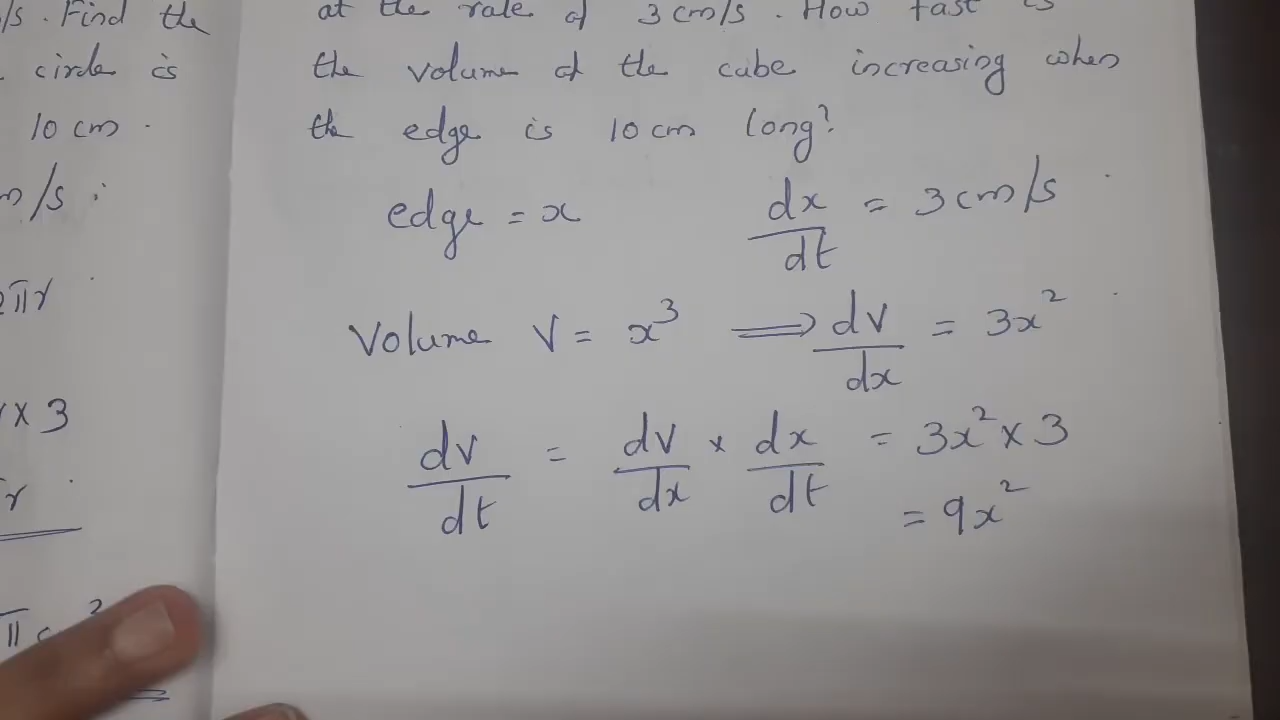 /s. Find the
circle is
10 cm.
m/s.
2πr
× 3
r
π c 2
at the rate of 3 cm/s. How fast is
the volume of the cube increasing when
the edge is 10 cm long?
edge = x dx/dt = 3 cm/s
Volume V = x³ ⟹ dv/dx = 3x²
dv/dt = dv/dx × dx/dt = 3x² × 3
= 9x²